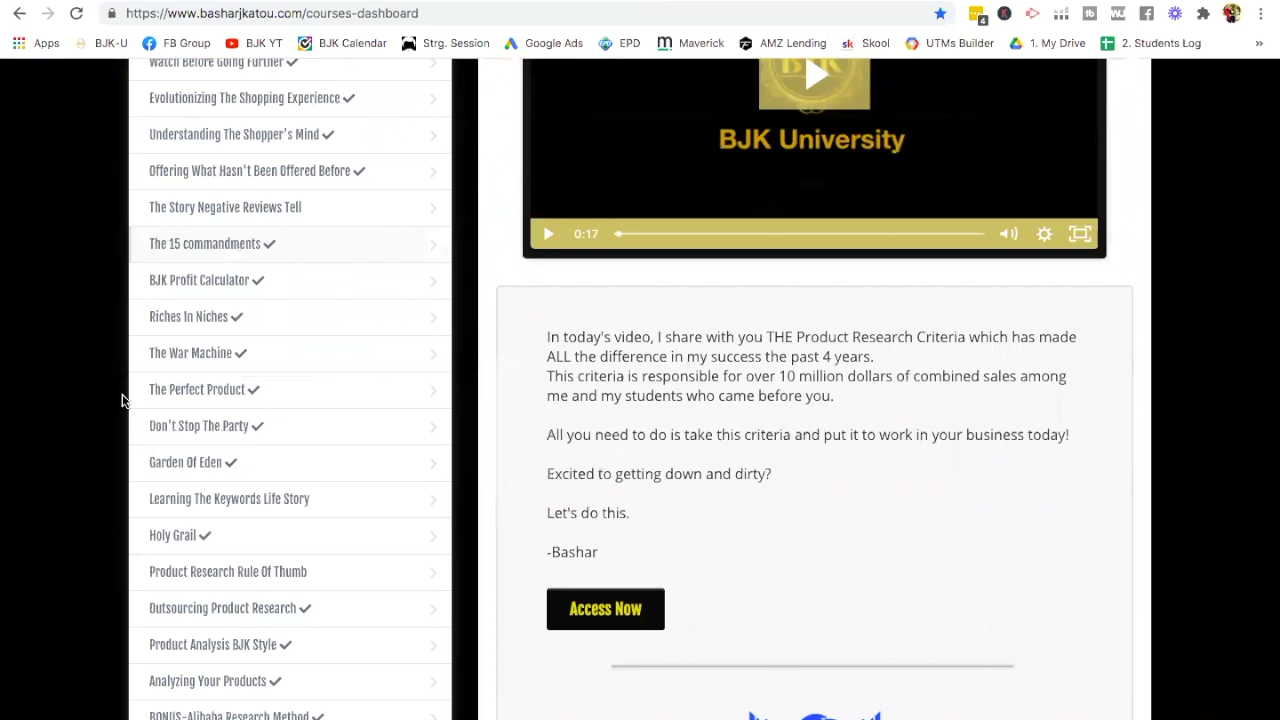 https://www.basharjkatou.com/courses-dashboard
4
Apps
BJK-U
FB Group
BJK YT
BJK Calendar
Strg. Session
Google Ads
EPD
Maverick
AMZ Lending
sk Skool
UTMs Builder
1. My Drive
2. Students Log
»
Watch Before Going Further
Evolutionizing The Shopping Experience
Understanding The Shopper's Mind
Offering What Hasn't Been Offered Before
The Story Negative Reviews Tell
The 15 commandments
BJK Profit Calculator
Riches In Niches
The War Machine
The Perfect Product
Don't Stop The Party
Garden Of Eden
Learning The Keywords Life Story
Holy Grail
Product Research Rule Of Thumb
Outsourcing Product Research
Product Analysis BJK Style
Analyzing Your Products
BONUS-Alibaba Research Method
BJK
BJK University
0:17
In today's video, I share with you THE Product Research Criteria which has made
ALL the difference in my success the past 4 years.
This criteria is responsible for over 10 million dollars of combined sales among
me and my students who came before you.
All you need to do is take this criteria and put it to work in your business today!
Excited to getting down and dirty?
Let's do this.
-Bashar
Access Now